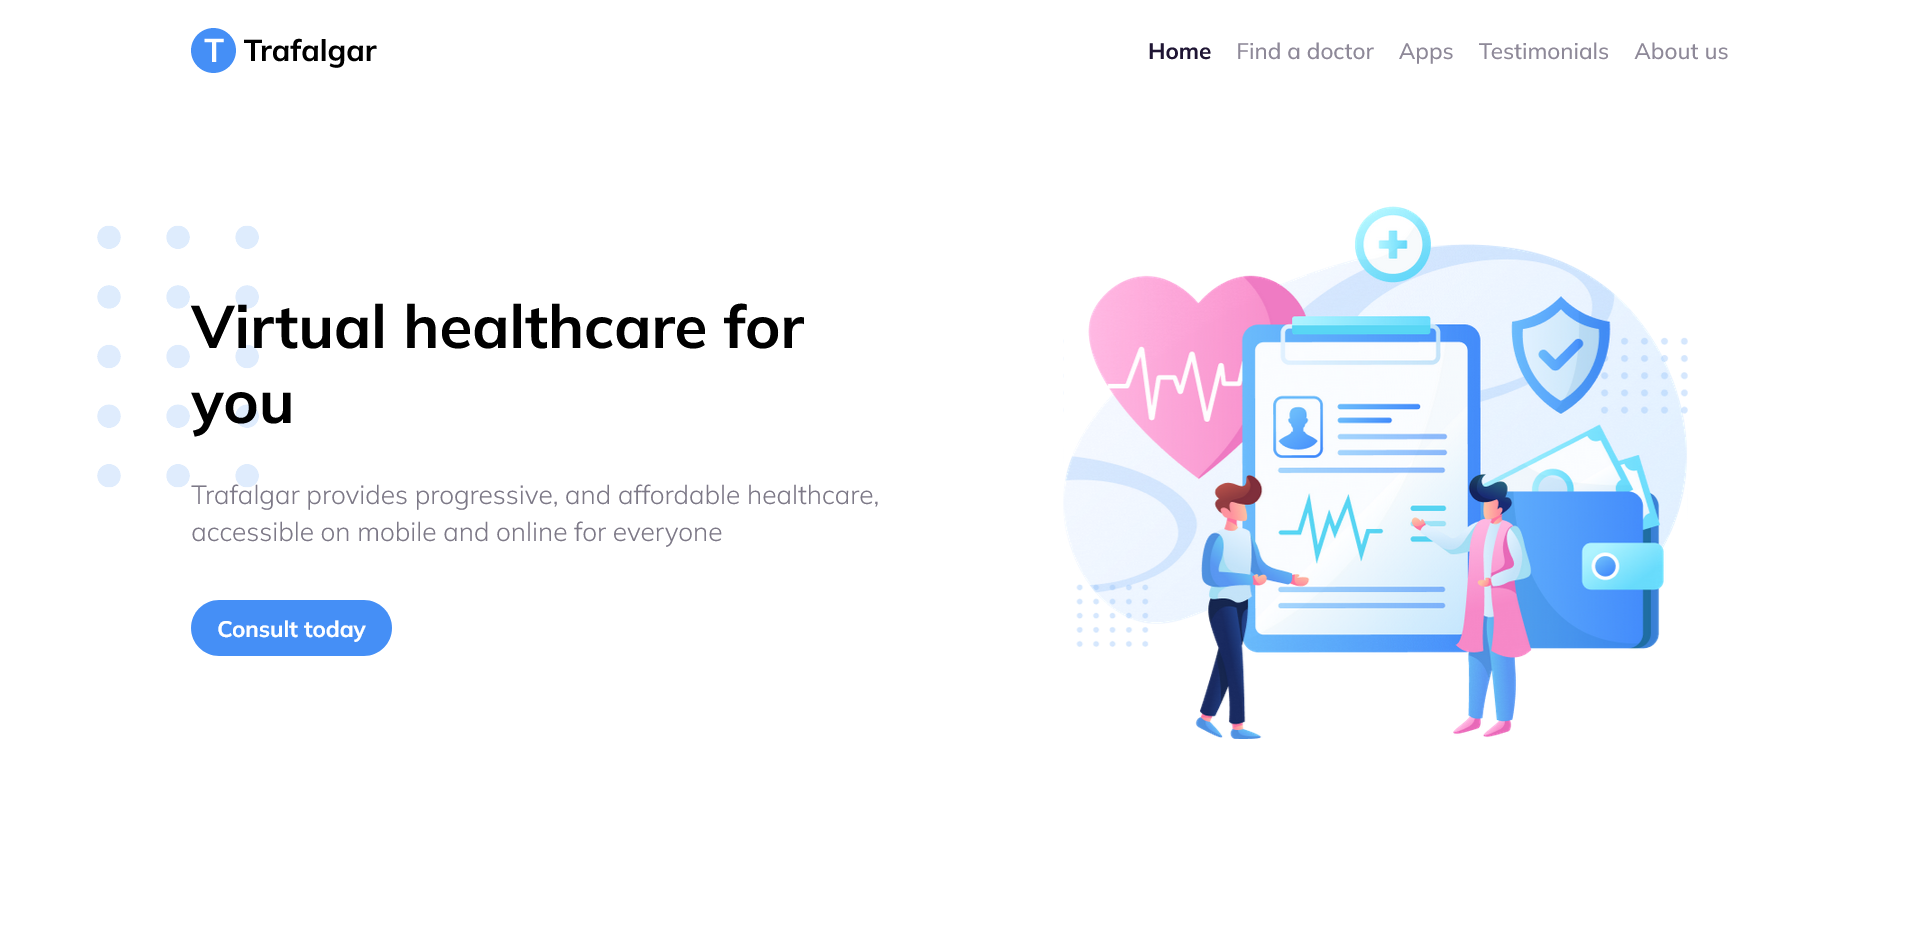 T Trafalgar
Home Find a doctor Apps Testimonials About us
Virtual healthcare for
you
Trafalgar provides progressive, and affordable healthcare,
accessible on mobile and online for everyone
Consult today